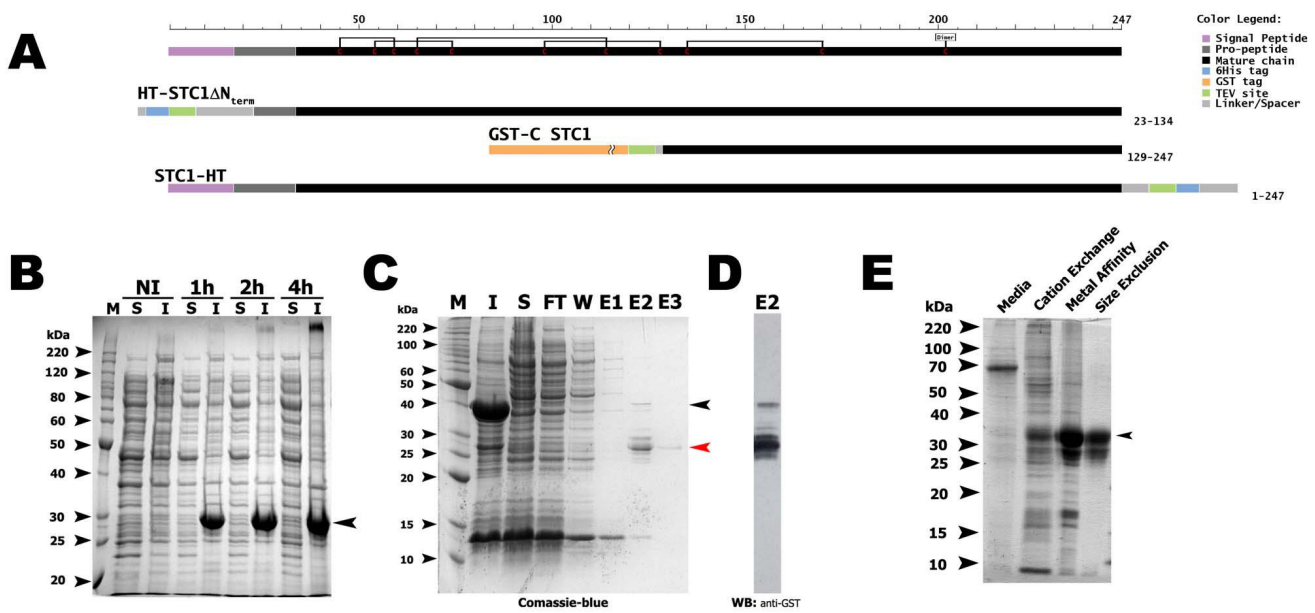 50 100 150 200 247
Color Legend:
Signal Peptide
Pro-peptide
Mature chain
6His tag
GST tag
TEV site
Linker/Spacer
A
Dimer
C C C C C C C C C C C
HT-STC1ΔNterm
23-134
GST-C STC1
129-247
STC1-HT
1-247
B
NI 1h 2h 4h
M S I S I S I S I
kDa
220
120
80
60
50
40
30
25
20
C
M I S FT W E1 E2 E3
kDa
220
100
60
50
40
30
25
20
15
10
Comassie-blue
D
E2
WB: anti-GST
E
Media
Cation Exchange
Metal Affinity
Size Exclusion
kDa
220
100
70
50
40
30
25
20
15
10